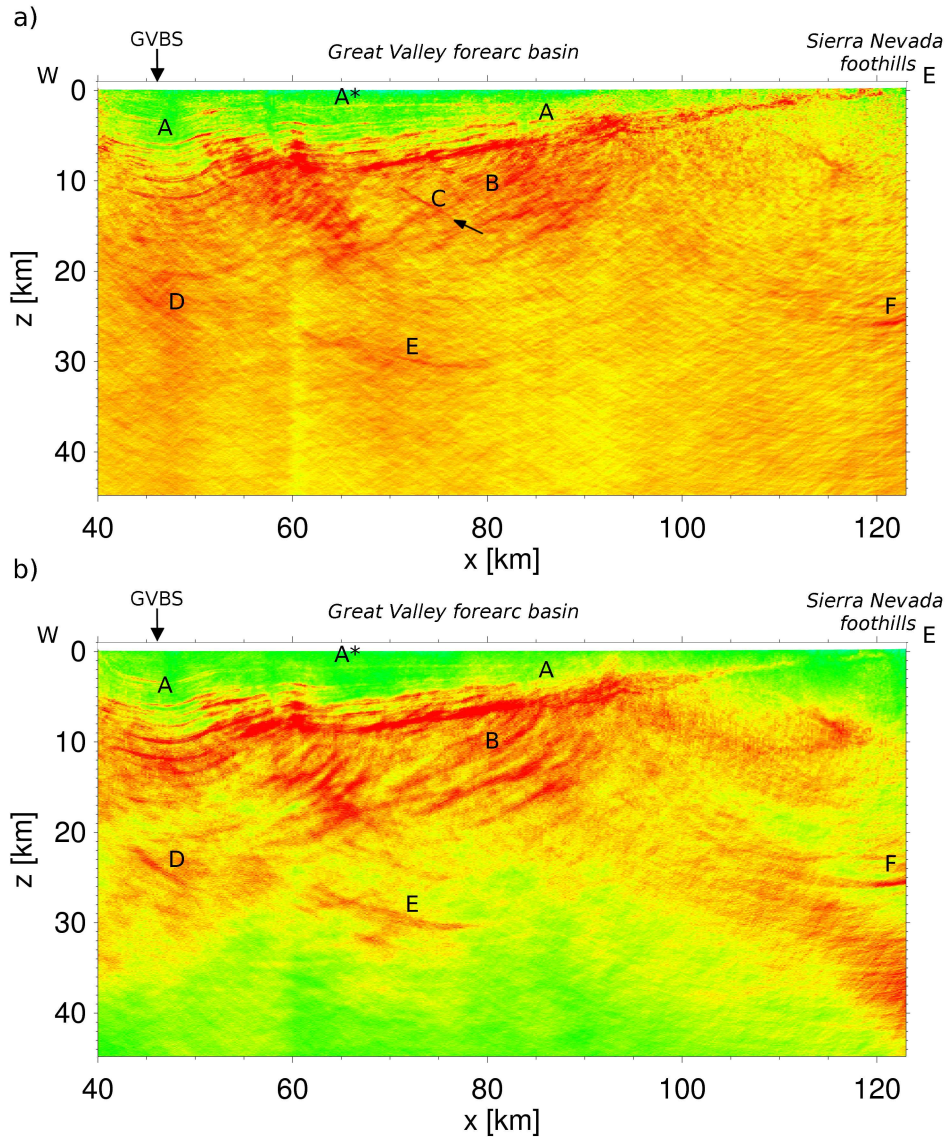 a)
GVBS
Great Valley forearc basin
Sierra Nevada
foothills
W
E
0
10
20
30
40
z [km]
A
A*
A
B
C
D
E
F
40
60
80
100
120
x [km]
b)
GVBS
Great Valley forearc basin
Sierra Nevada
foothills
W
E
0
10
20
30
40
z [km]
A
A*
A
B
D
E
F
40
60
80
100
120
x [km]